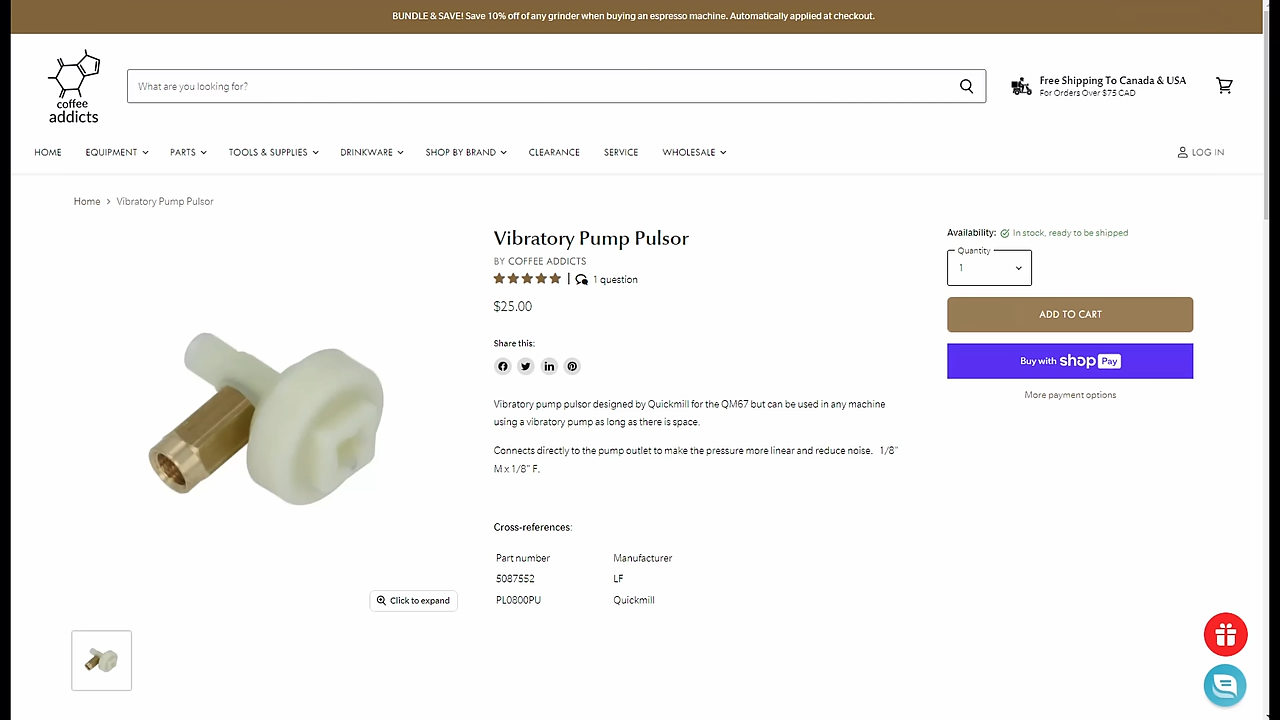 BUNDLE & SAVE! Save 10% off of any grinder when buying an espresso machine. Automatically applied at checkout.
coffee
addicts
What are you looking for?
Free Shipping To Canada & USA
For Orders Over $75 CAD
HOME EQUIPMENT PARTS TOOLS & SUPPLIES DRINKWARE SHOP BY BRAND CLEARANCE SERVICE WHOLESALE LOG IN
Home > Vibratory Pump Pulsor
Vibratory Pump Pulsor
BY COFFEE ADDICTS
| 1 question
$25.00
Share this:
Vibratory pump pulsor designed by Quickmill for the QM67 but can be used in any machine
using a vibratory pump as long as there is space.
Connects directly to the pump outlet to make the pressure more linear and reduce noise. 1/8"
M x 1/8" F.
Cross-references:
Part number Manufacturer
5087552 LF
PL0800PU Quickmill
Availability: In stock, ready to be shipped
Quantity
1
ADD TO CART
Buy with shop Pay
More payment options
Click to expand